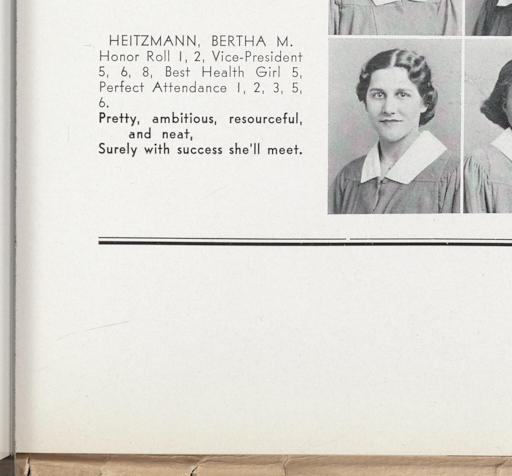 HEITZMANN, BERTHA M.
Honor Roll 1, 2, Vice-President
5, 6, 8, Best Health Girl 5,
Perfect Attendance 1, 2, 3, 5,
6.
Pretty, ambitious, resourceful,
and neat,
Surely with success she'll meet.